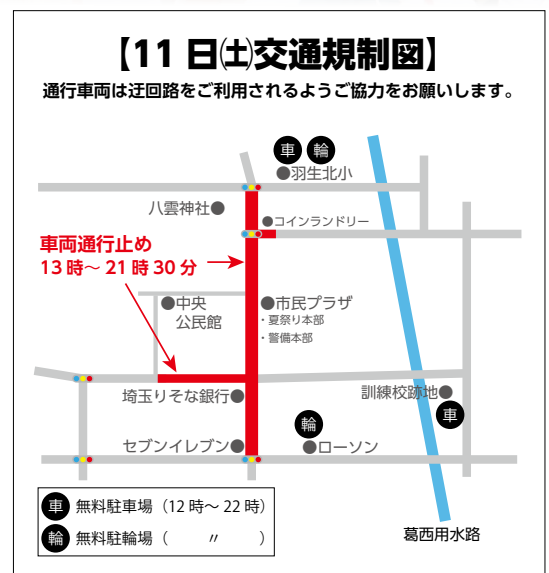 【11日㈯交通規制図】
通行車両は迂回路をご利用されるようご協力をお願いします。
車 輪
●羽生北小
八雲神社●
●コインランドリー
車両通行止め
13時～21時30分
●中央
公民館
●市民プラザ
・夏祭り本部
・警備本部
埼玉りそな銀行●
訓練校跡地●
車
輪
セブンイレブン●
●ローソン
車 無料駐車場（12時～22時）
輪 無料駐輪場（　〃　）
葛西用水路